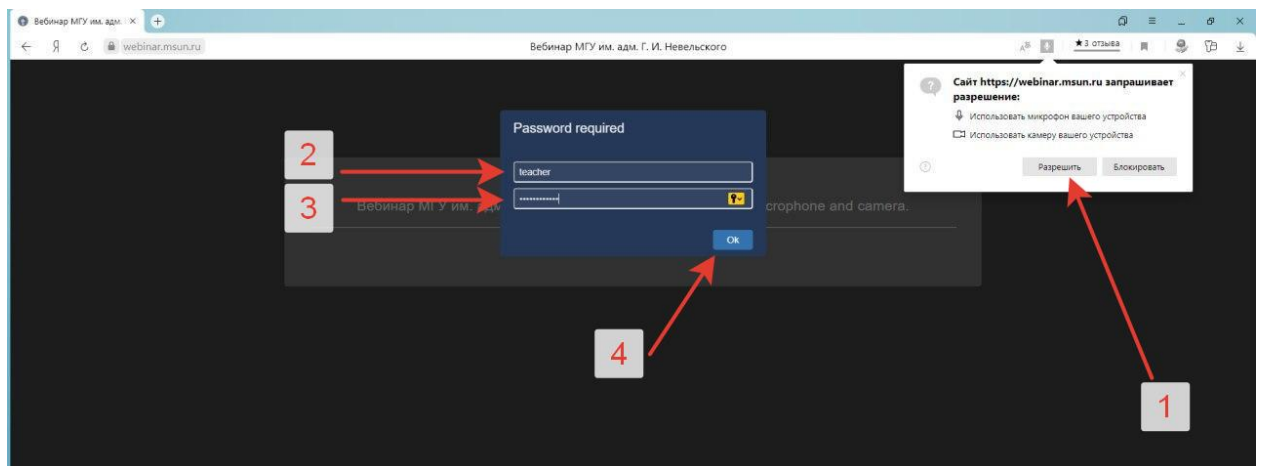 Вебинар МГУ им. адм.
webinar.msun.ru
Вебинар МГУ им. адм. Г. И. Невельского
★3 отзыва
Сайт https://webinar.msun.ru запрашивает
разрешение:
Использовать микрофон вашего устройства
Использовать камеру вашего устройства
Разрешить
Блокировать
Password required
2
teacher
3
••••••••••••
Вебинар МГУ им. адм
crophone and camera.
Ok
4
1